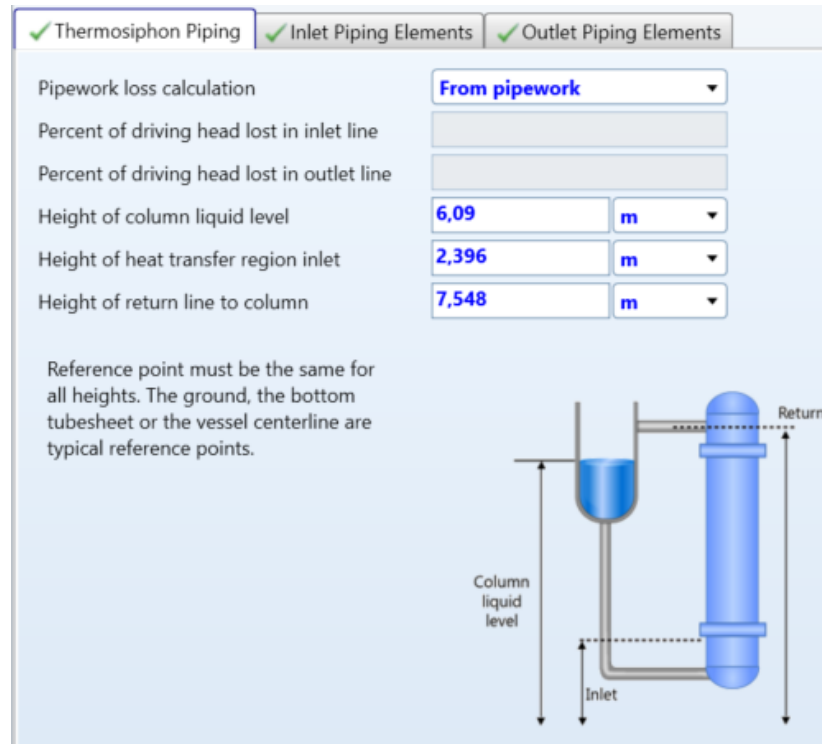 Thermosiphon Piping
Inlet Piping Elements
Outlet Piping Elements
Pipework loss calculation
From pipework
Percent of driving head lost in inlet line
Percent of driving head lost in outlet line
Height of column liquid level
6,09
m
Height of heat transfer region inlet
2,396
m
Height of return line to column
7,548
m
Reference point must be the same for
all heights. The ground, the bottom
tubesheet or the vessel centerline are
typical reference points.
Return
Column
liquid
level
Inlet